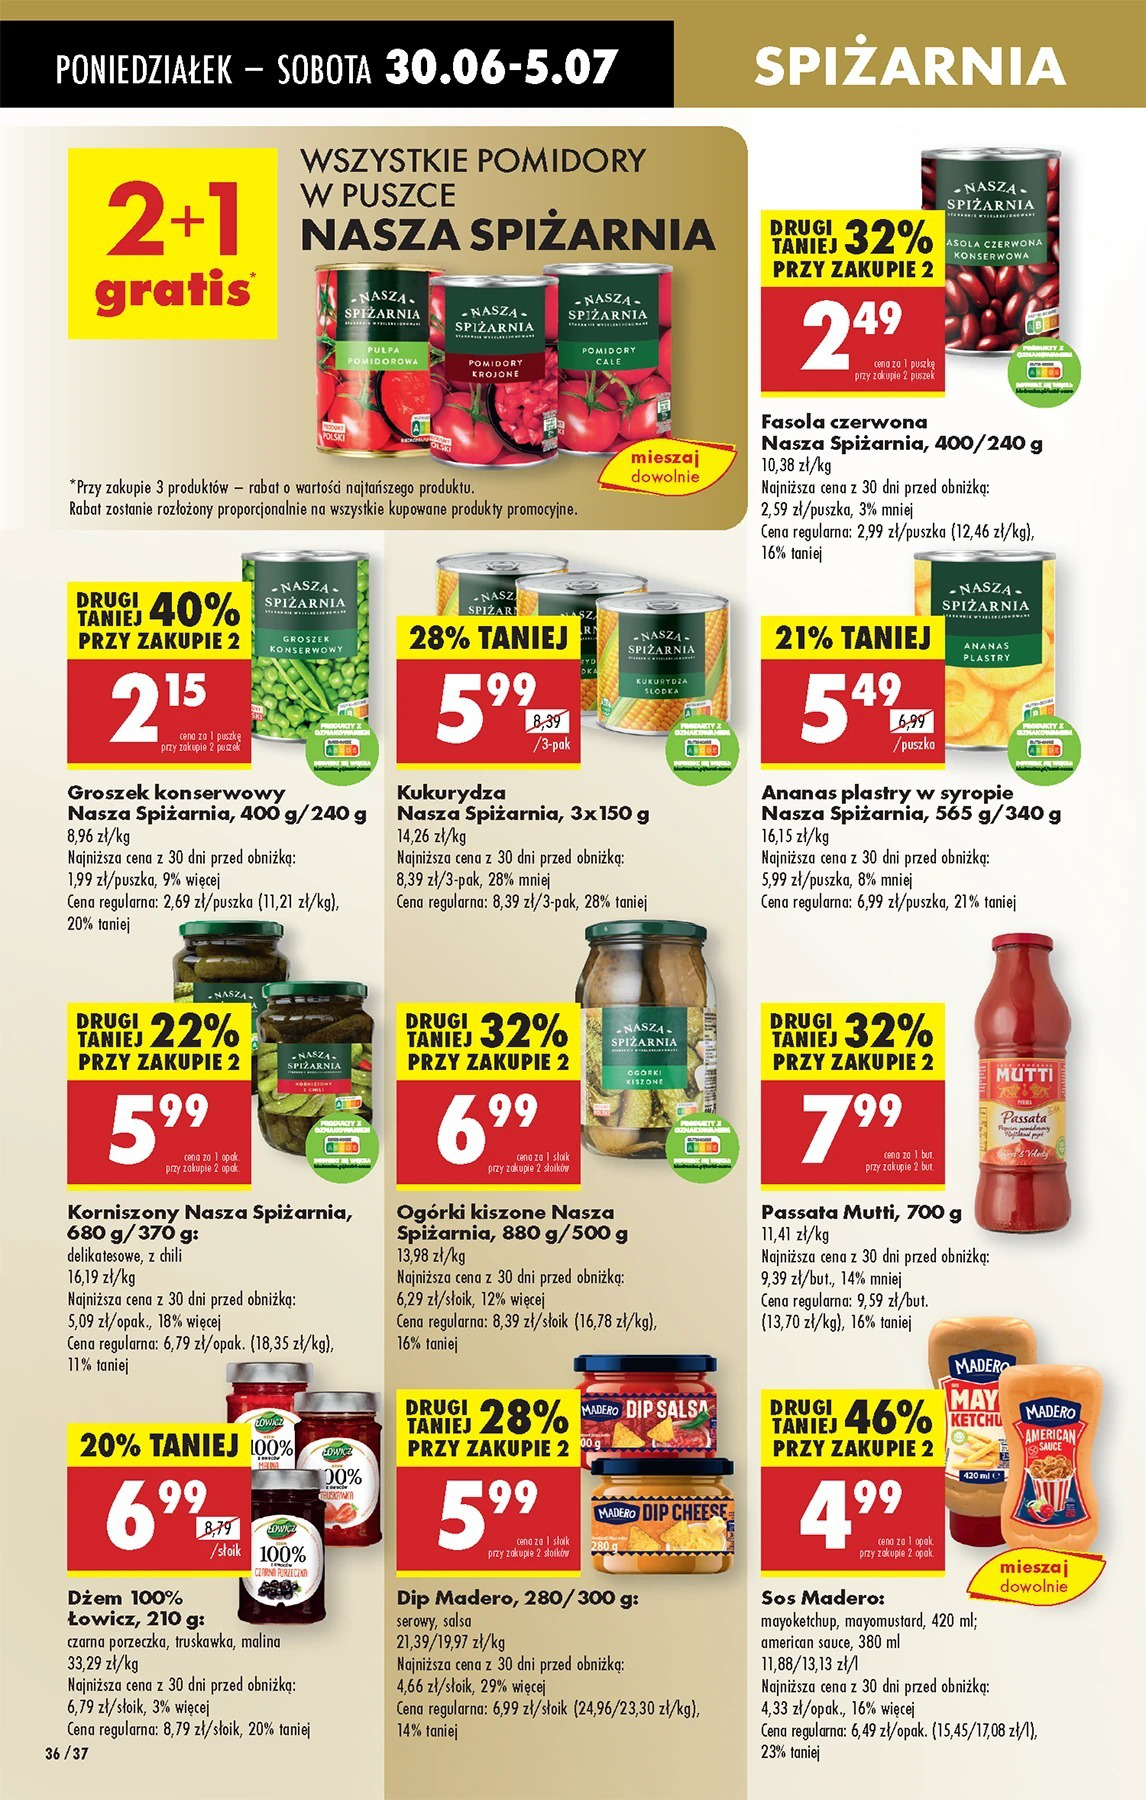 PONIEDZIAŁEK – SOBOTA 30.06-5.07
SPIŻARNIA
2+1
gratis*
WSZYSTKIE POMIDORY
W PUSZCE
NASZA SPIŻARNIA
NASZA
SPIŻARNIA
PULPA
POMIDOROWA
NASZA
SPIŻARNIA
POMIDORY
KROJONE
NASZA
SPIŻARNIA
POMIDORY
CAŁE
mieszaj
dowolnie
*Przy zakupie 3 produktów – rabat o wartości najtańszego produktu.
Rabat zostanie rozłożony proporcjonalnie na wszystkie kupowane produkty promocyjne.
DRUGI
TANIEJ 32%
PRZY ZAKUPIE 2
2 49
cena za 1 puszkę
przy zakupie 2 puszek
NASZA
SPIŻARNIA
FASOLA CZERWONA
KONSERWOWA
Fasola czerwona
Nasza Spiżarnia, 400/240 g
10,38 zł/kg
Najniższa cena z 30 dni przed obniżką:
2,59 zł/puszka, 3% mniej
Cena regularna: 2,99 zł/puszka (12,46 zł/kg),
16% taniej
DRUGI
TANIEJ 40%
PRZY ZAKUPIE 2
2 15
cena za 1 puszkę
przy zakupie 2 puszek
NASZA
SPIŻARNIA
GROSZEK
KONSERWOWY
Groszek konserwowy
Nasza Spiżarnia, 400 g/240 g
8,96 zł/kg
Najniższa cena z 30 dni przed obniżką:
1,99 zł/puszka, 9% więcej
Cena regularna: 2,69 zł/puszka (11,21 zł/kg),
20% taniej
28% TANIEJ
5 99
8,39
/3-pak
NASZA
SPIŻARNIA
KUKURYDZA
SŁODKA
Kukurydza
Nasza Spiżarnia, 3x150 g
14,26 zł/kg
Najniższa cena z 30 dni przed obniżką:
8,39 zł/3-pak, 28% mniej
Cena regularna: 8,39 zł/3-pak, 28% taniej
21% TANIEJ
5 49
6,99
/puszka
NASZA
SPIŻARNIA
ANANAS
PLASTRY
Ananas plastry w syropie
Nasza Spiżarnia, 565 g/340 g
16,15 zł/kg
Najniższa cena z 30 dni przed obniżką:
5,99 zł/puszka, 8% mniej
Cena regularna: 6,99 zł/puszka, 21% taniej
DRUGI
TANIEJ 22%
PRZY ZAKUPIE 2
5 99
cena za 1 opak.
przy zakupie 2 opak.
NASZA
SPIŻARNIA
KORNISZONY
Z CHILI
Korniszony Nasza Spiżarnia,
680 g/370 g:
delikatesowe, z chili
16,19 zł/kg
Najniższa cena z 30 dni przed obniżką:
5,09 zł/opak., 18% więcej
Cena regularna: 6,79 zł/opak. (18,35 zł/kg),
11% taniej
DRUGI
TANIEJ 32%
PRZY ZAKUPIE 2
6 99
cena za 1 słoik
przy zakupie 2 słoików
NASZA
SPIŻARNIA
OGÓRKI
KISZONE
Ogórki kiszone Nasza
Spiżarnia, 880 g/500 g
13,98 zł/kg
Najniższa cena z 30 dni przed obniżką:
6,29 zł/słoik, 12% więcej
Cena regularna: 8,39 zł/słoik (16,78 zł/kg),
16% taniej
DRUGI
TANIEJ 32%
PRZY ZAKUPIE 2
7 99
cena za 1 but.
przy zakupie 2 but.
MUTTI
PARMA
Passata
Passata Mutti, 700 g
11,41 zł/kg
Najniższa cena z 30 dni przed obniżką:
9,39 zł/but., 14% mniej
Cena regularna: 9,59 zł/but.
(13,70 zł/kg), 16% taniej
20% TANIEJ
6 99
8,79
/słoik
ŁOWICZ
100%
MALINA
ŁOWICZ
100%
TRUSKAWKA
ŁOWICZ
DŻEM
100%
Z OWOCÓW
CZARNA PORZECZKA
Dżem 100%
Łowicz, 210 g:
czarna porzeczka, truskawka, malina
33,29 zł/kg
Najniższa cena z 30 dni przed obniżką:
6,79 zł/słoik, 3% więcej
Cena regularna: 8,79 zł/słoik, 20% taniej
DRUGI
TANIEJ 28%
PRZY ZAKUPIE 2
5 99
cena za 1 słoik
przy zakupie 2 słoików
MADERO DIP SALSA
MADERO DIP CHEESE
280 g
Dip Madero, 280/300 g:
serowy, salsa
21,39/19,97 zł/kg
Najniższa cena z 30 dni przed obniżką:
4,66 zł/słoik, 29% więcej
Cena regularna: 6,99 zł/słoik (24,96/23,30 zł/kg),
14% taniej
DRUGI
TANIEJ 46%
PRZY ZAKUPIE 2
4 99
cena za 1 opak.
przy zakupie 2 opak.
MADERO
MAYO
KETCHUP
420 ml
MADERO
AMERICAN
SAUCE
mieszaj
dowolnie
Sos Madero:
mayoketchup, mayomustard, 420 ml;
american sauce, 380 ml
11,88/13,13 zł/l
Najniższa cena z 30 dni przed obniżką:
4,33 zł/opak., 16% więcej
Cena regularna: 6,49 zł/opak. (15,45/17,08 zł/l),
23% taniej
36/37